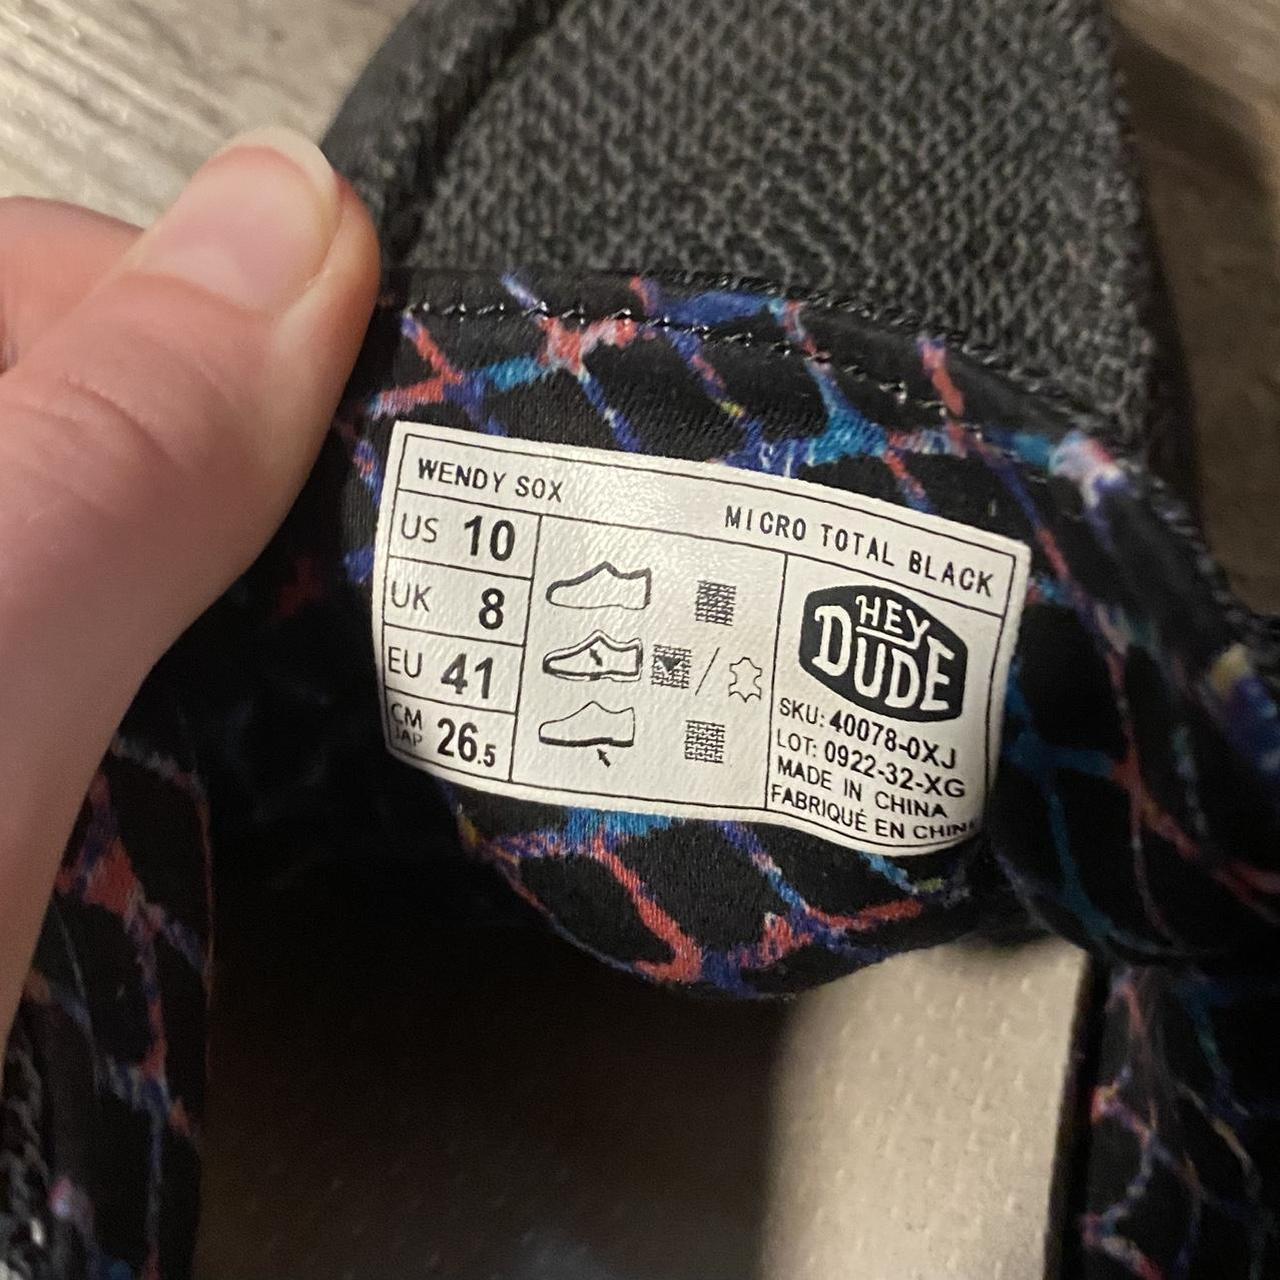 WENDY SOX
MICRO TOTAL BLACK
US 10
UK 8
EU 41
CM JAP 26.5
HEY
DUDE
SKU: 40078-0XJ
LOT: 0922-32-XG
MADE IN CHINA
FABRIQUÉ EN CHINE